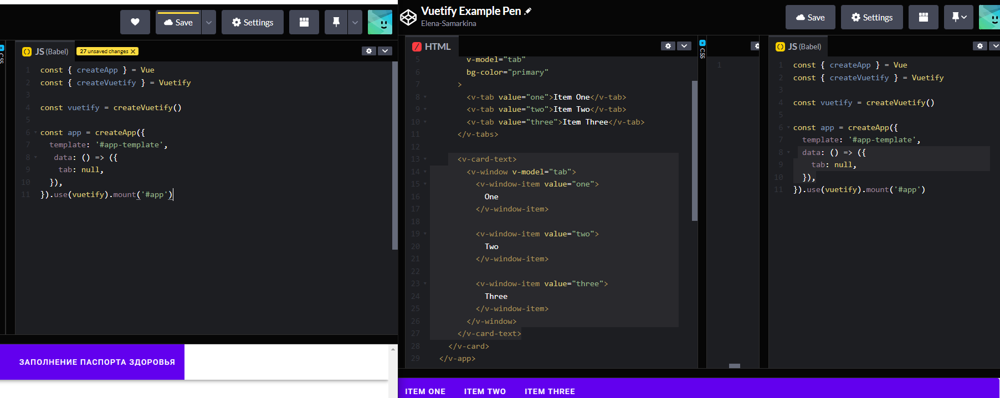 Save
Settings
CSS
JS (Babel)
27 unsaved changes ×
1 const { createApp } = Vue
2 const { createVuetify } = Vuetify
3
4 const vuetify = createVuetify()
5
6 const app = createApp({
7 template: '#app-template',
8 data: () => ({
9 tab: null,
10 }),
11 }).use(vuetify).mount('#app')
ЗАПОЛНЕНИЕ ПАСПОРТА ЗДОРОВЬЯ
Vuetify Example Pen
Elena-Samarkina
Save
Settings
HTML
5 v-model="tab"
6 bg-color="primary"
7 >
8 <v-tab value="one">Item One</v-tab>
9 <v-tab value="two">Item Two</v-tab>
10 <v-tab value="three">Item Three</v-tab>
11 </v-tabs>
12
13 <v-card-text>
14 <v-window v-model="tab">
15 <v-window-item value="one">
16 One
17 </v-window-item>
18
19 <v-window-item value="two">
20 Two
21 </v-window-item>
22
23 <v-window-item value="three">
24 Three
25 </v-window-item>
26 </v-window>
27 </v-card-text>
28 </v-card>
29 </v-app>
CSS
1
JS (Babel)
1 const { createApp } = Vue
2 const { createVuetify } = Vuetify
3
4 const vuetify = createVuetify()
5
6 const app = createApp({
7 template: '#app-template',
8 data: () => ({
9 tab: null,
10 }),
11 }).use(vuetify).mount('#app')
ITEM ONE ITEM TWO ITEM THREE